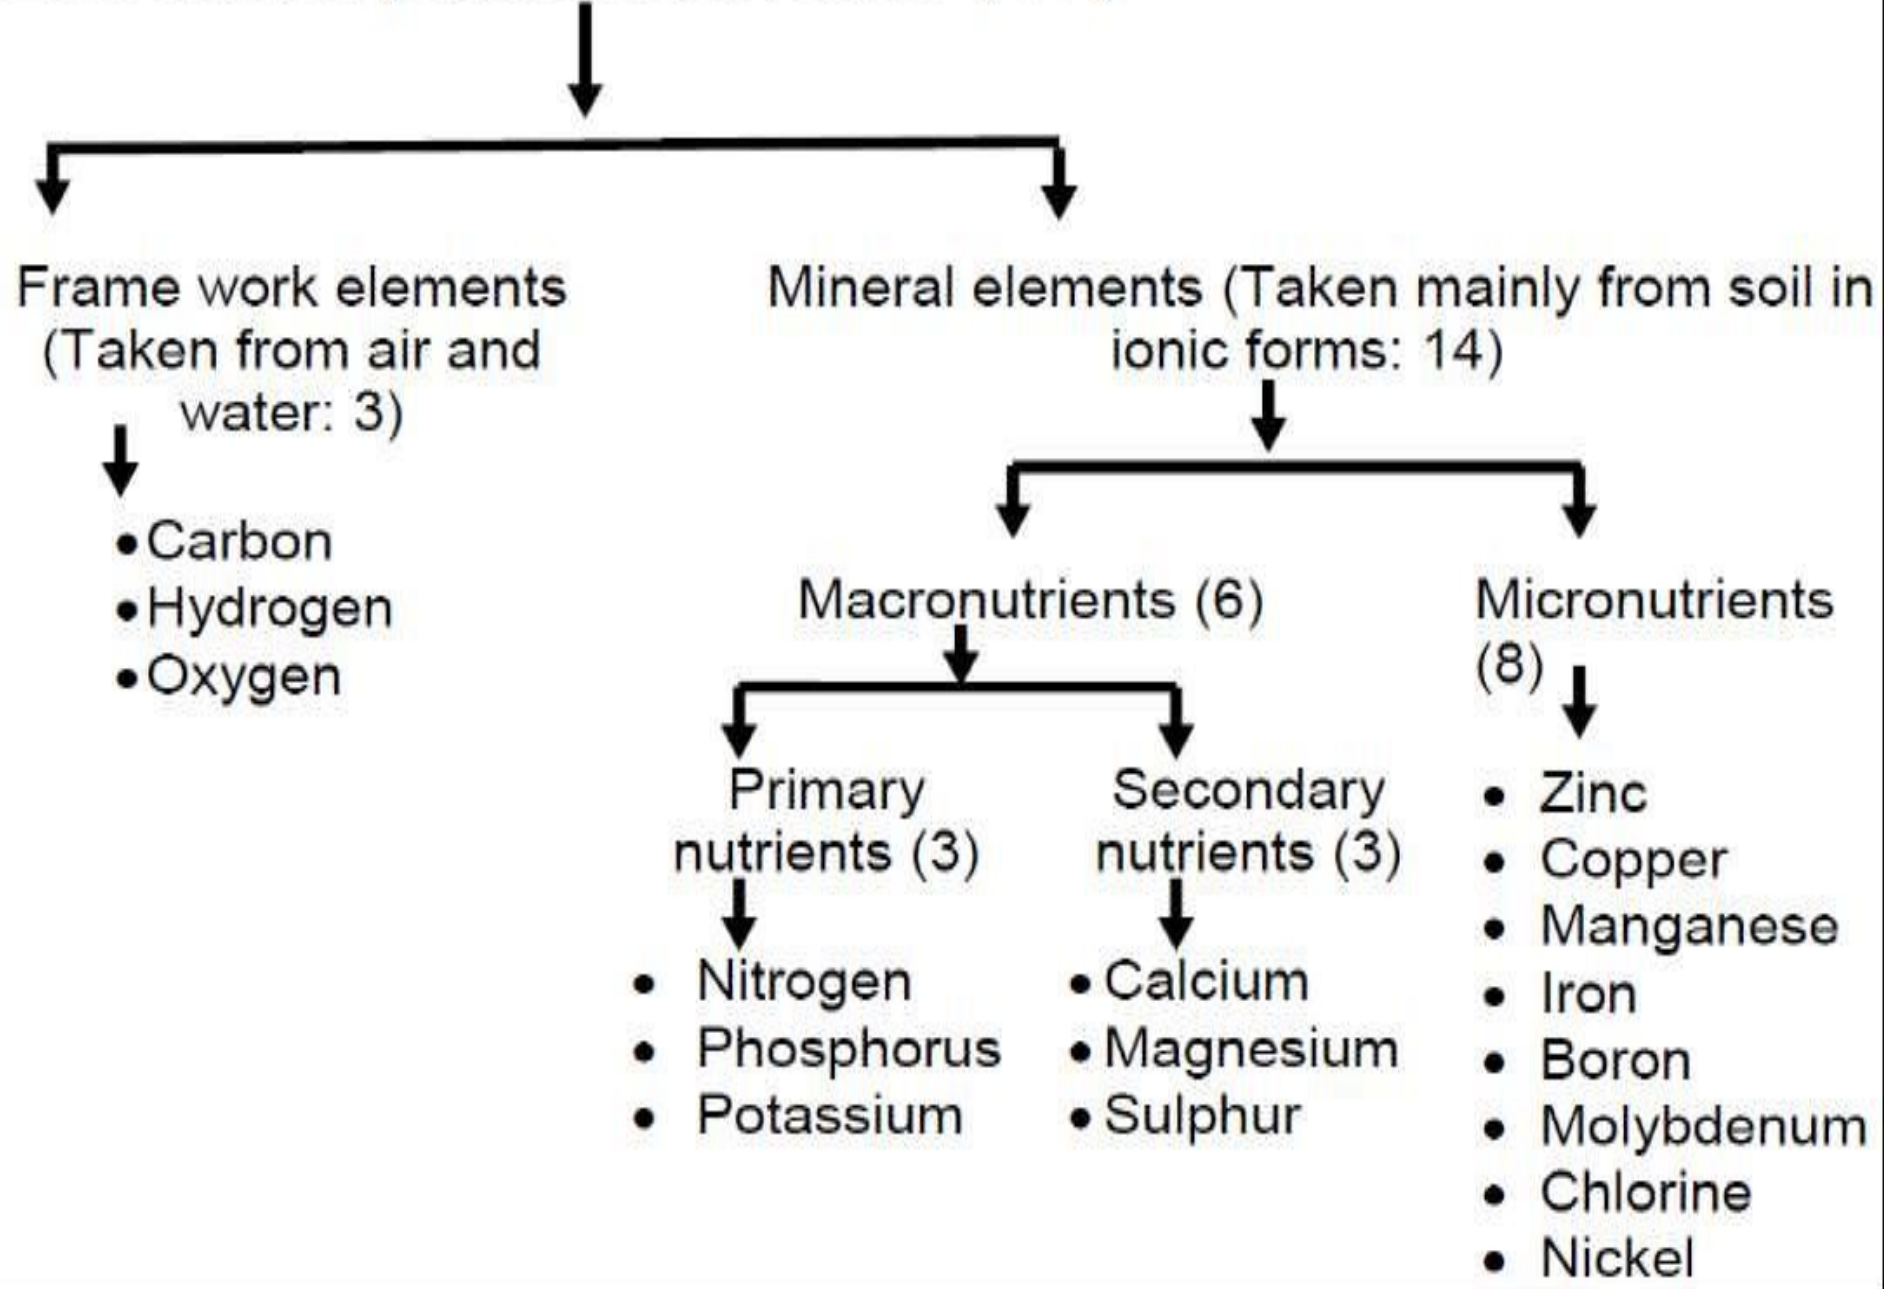 Frame work elements
(Taken from air and
water: 3)
• Carbon
• Hydrogen
• Oxygen
Mineral elements (Taken mainly from soil in
ionic forms: 14)
Macronutrients (6)
Primary
nutrients (3)
• Nitrogen
• Phosphorus
• Potassium
Secondary
nutrients (3)
• Calcium
• Magnesium
• Sulphur
Micronutrients
(8)
• Zinc
• Copper
• Manganese
• Iron
• Boron
• Molybdenum
• Chlorine
• Nickel